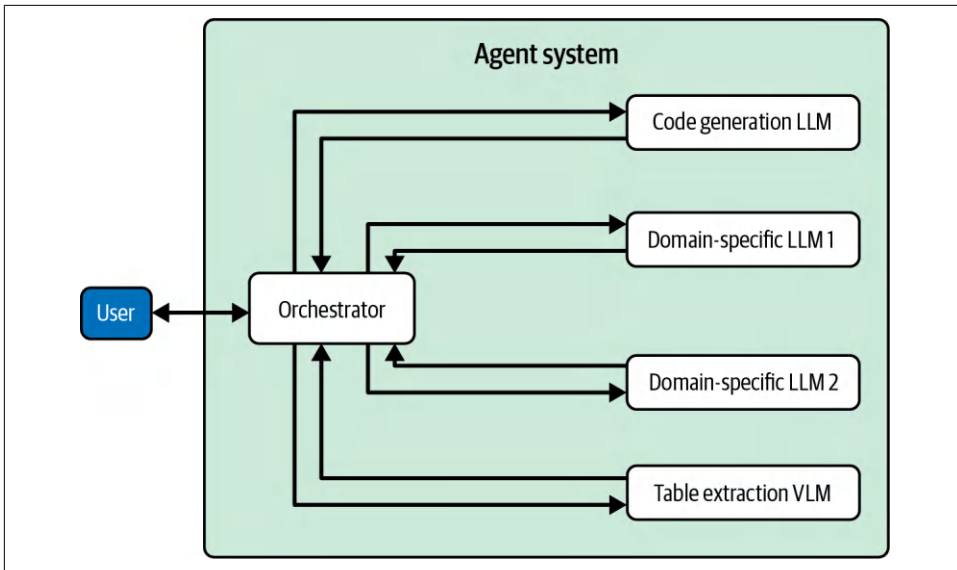 Agent system
Code generation LLM
Domain-specific LLM 1
User
Orchestrator
Domain-specific LLM 2
Table extraction VLM